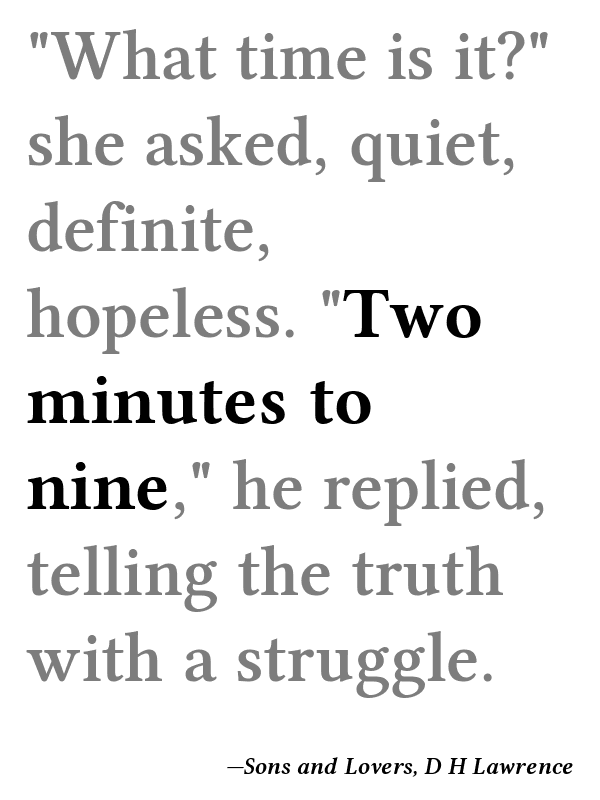 "What time is it?"
she asked, quiet,
definite,
hopeless. "Two
minutes to
nine," he replied,
telling the truth
with a struggle.
—Sons and Lovers, D H Lawrence